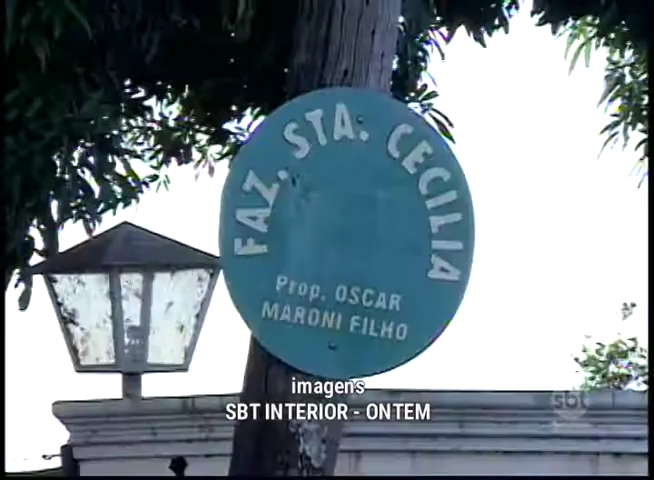 FAZ. STA. CECILIA
Prop. OSCAR
MARONI FILHO
imagens
SBT INTERIOR - ONTEM
sbt